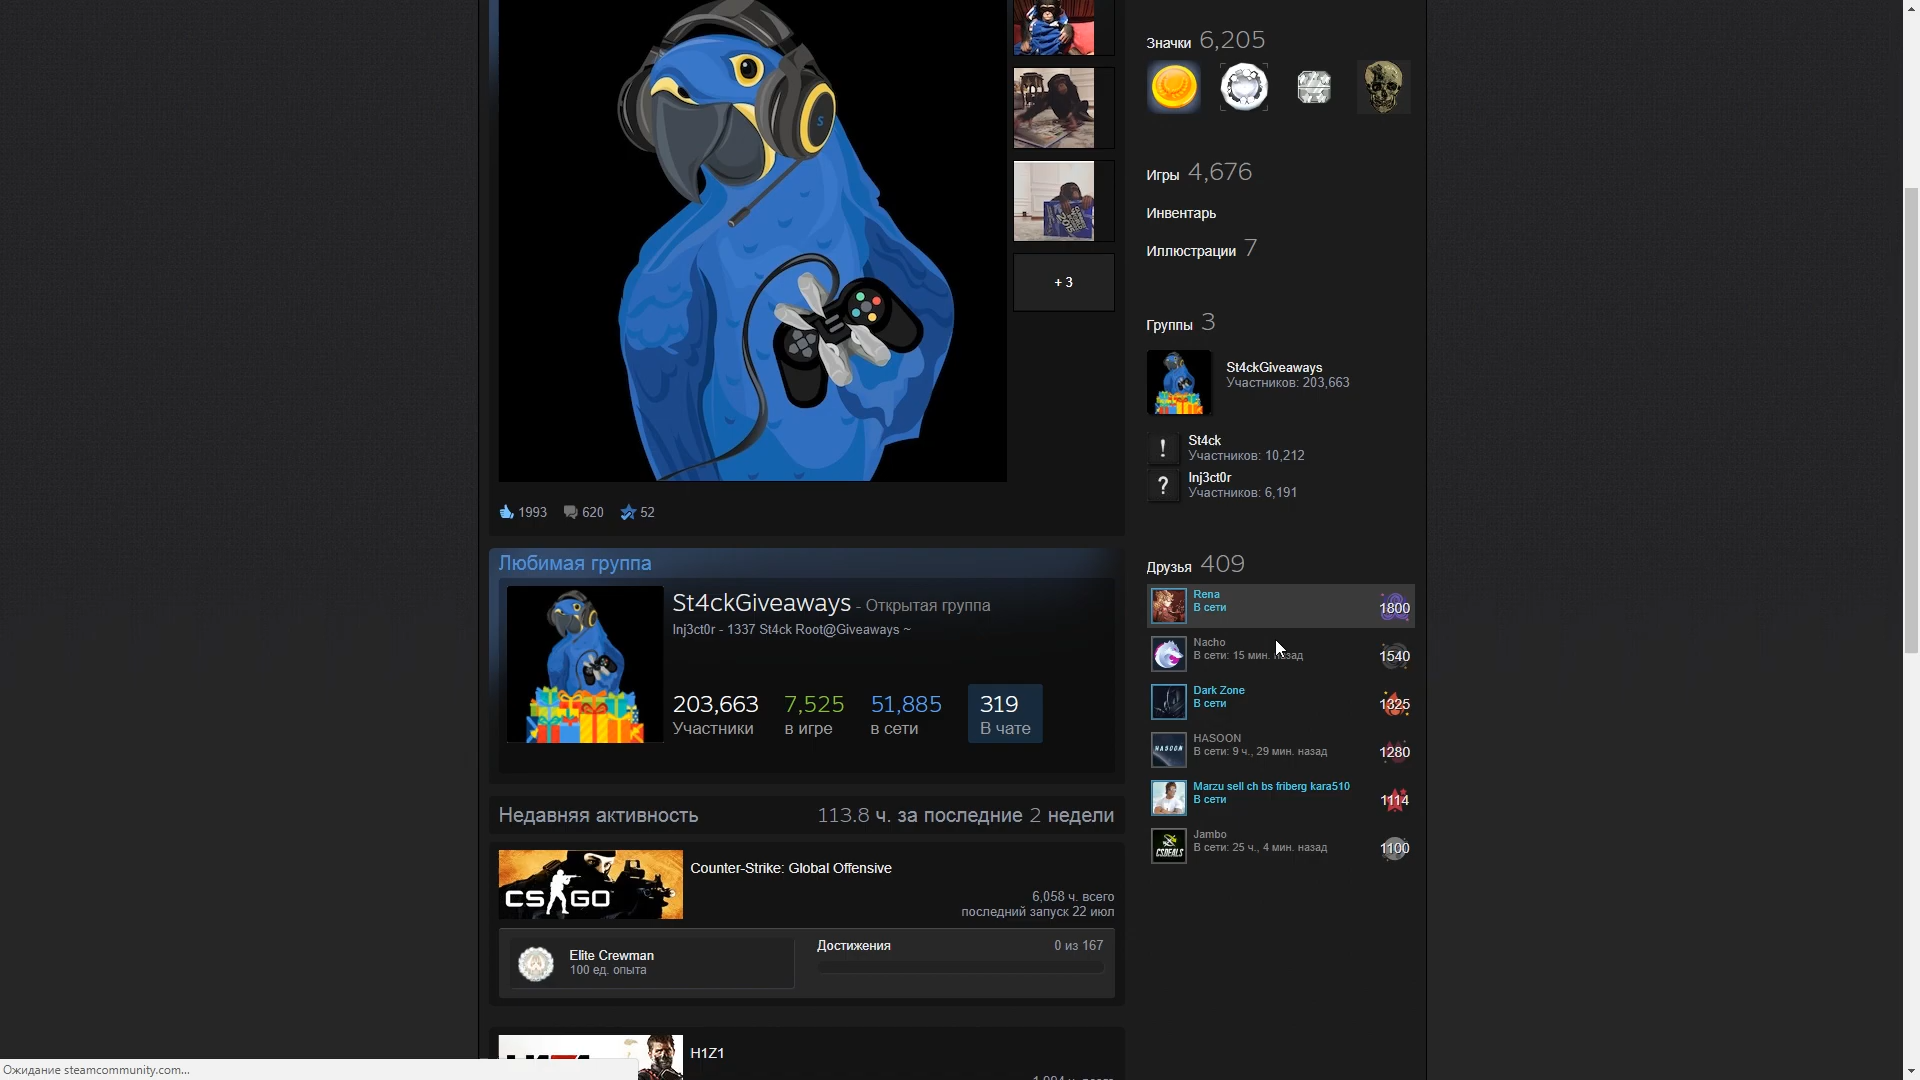 S
+ 3
1993 620 52
Любимая группа
St4ckGiveaways - Открытая группа
Inj3ct0r - 1337 St4ck Root@Giveaways ~
203,663 7,525 51,885 319
Участники в игре в сети В чате
Недавняя активность 113.8 ч. за последние 2 недели
CS GO
Counter-Strike: Global Offensive
6,058 ч. всего
последний запуск 22 июл
Elite Crewman
100 ед. опыта
Достижения 0 из 167
H1Z1
Значки 6,205
Игры 4,676
Инвентарь
Иллюстрации 7
Группы 3
St4ckGiveaways
Участников: 203,663
!
St4ck
Участников: 10,212
?
Inj3ct0r
Участников: 6,191
Друзья 409
Rena
В сети
1800
Nacho
В сети: 15 мин. назад
1540
Dark Zone
В сети
1325
HASOON
HASOON
В сети: 9 ч., 29 мин. назад
1280
Marzu sell ch bs friberg kara510
В сети
1114
CSDEALS
Jambo
В сети: 25 ч., 4 мин. назад
1100
Ожидание steamcommunity.com...